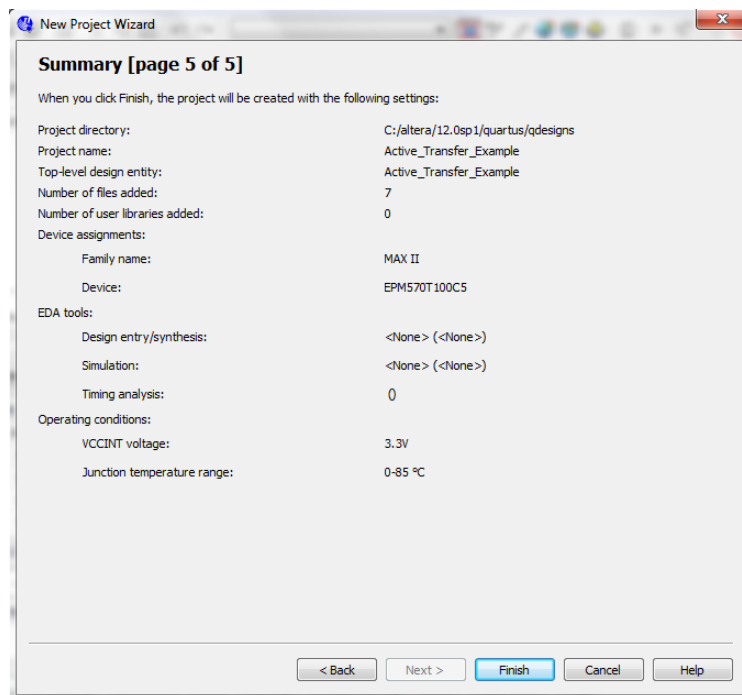 New Project Wizard
Summary [page 5 of 5]
When you click Finish, the project will be created with the following settings:
Project directory: C:/altera/12.0sp1/quartus/qdesigns
Project name: Active_Transfer_Example
Top-level design entity: Active_Transfer_Example
Number of files added: 7
Number of user libraries added: 0
Device assignments:
Family name: MAX II
Device: EPM570T100C5
EDA tools:
Design entry/synthesis: <None> (<None>)
Simulation: <None> (<None>)
Timing analysis: ()
Operating conditions:
VCCINT voltage: 3.3V
Junction temperature range: 0-85 ºC
< Back Next > Finish Cancel Help